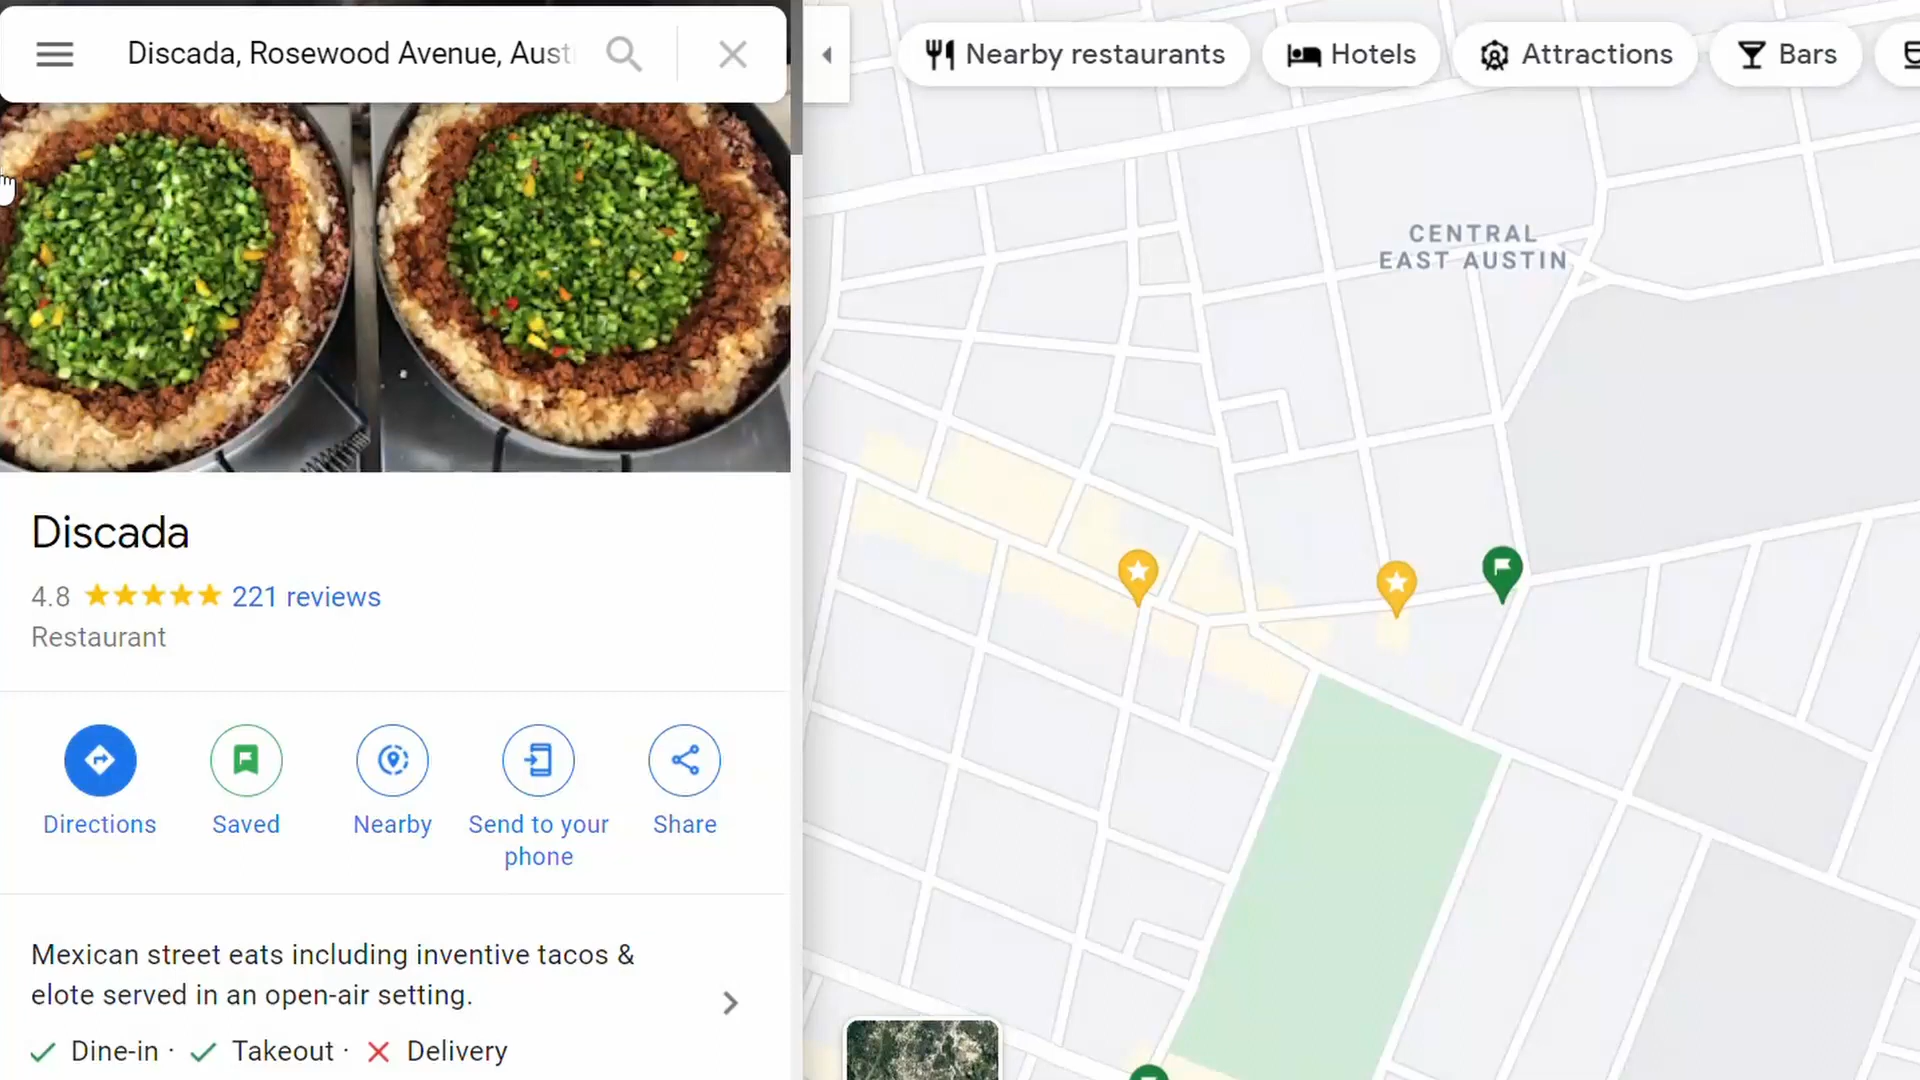 Discada, Rosewood Avenue, Aust
Nearby restaurants
Hotels
Attractions
Bars
CENTRAL
EAST AUSTIN
Discada
4.8 221 reviews
Restaurant
Directions
Saved
Nearby
Send to your
phone
Share
Mexican street eats including inventive tacos &
elote served in an open-air setting.
Dine-in · Takeout · Delivery